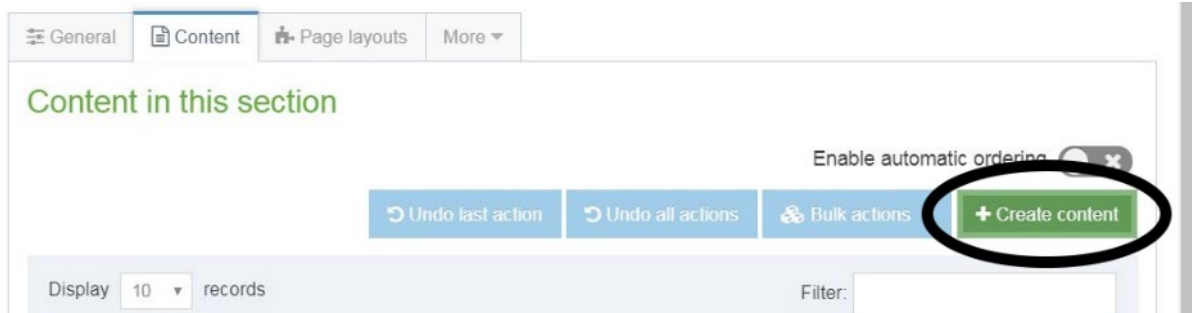 General Content Page layouts More
Content in this section
Enable automatic ordering
Undo last action Undo all actions Bulk actions Create content
Display 10 records Filter: